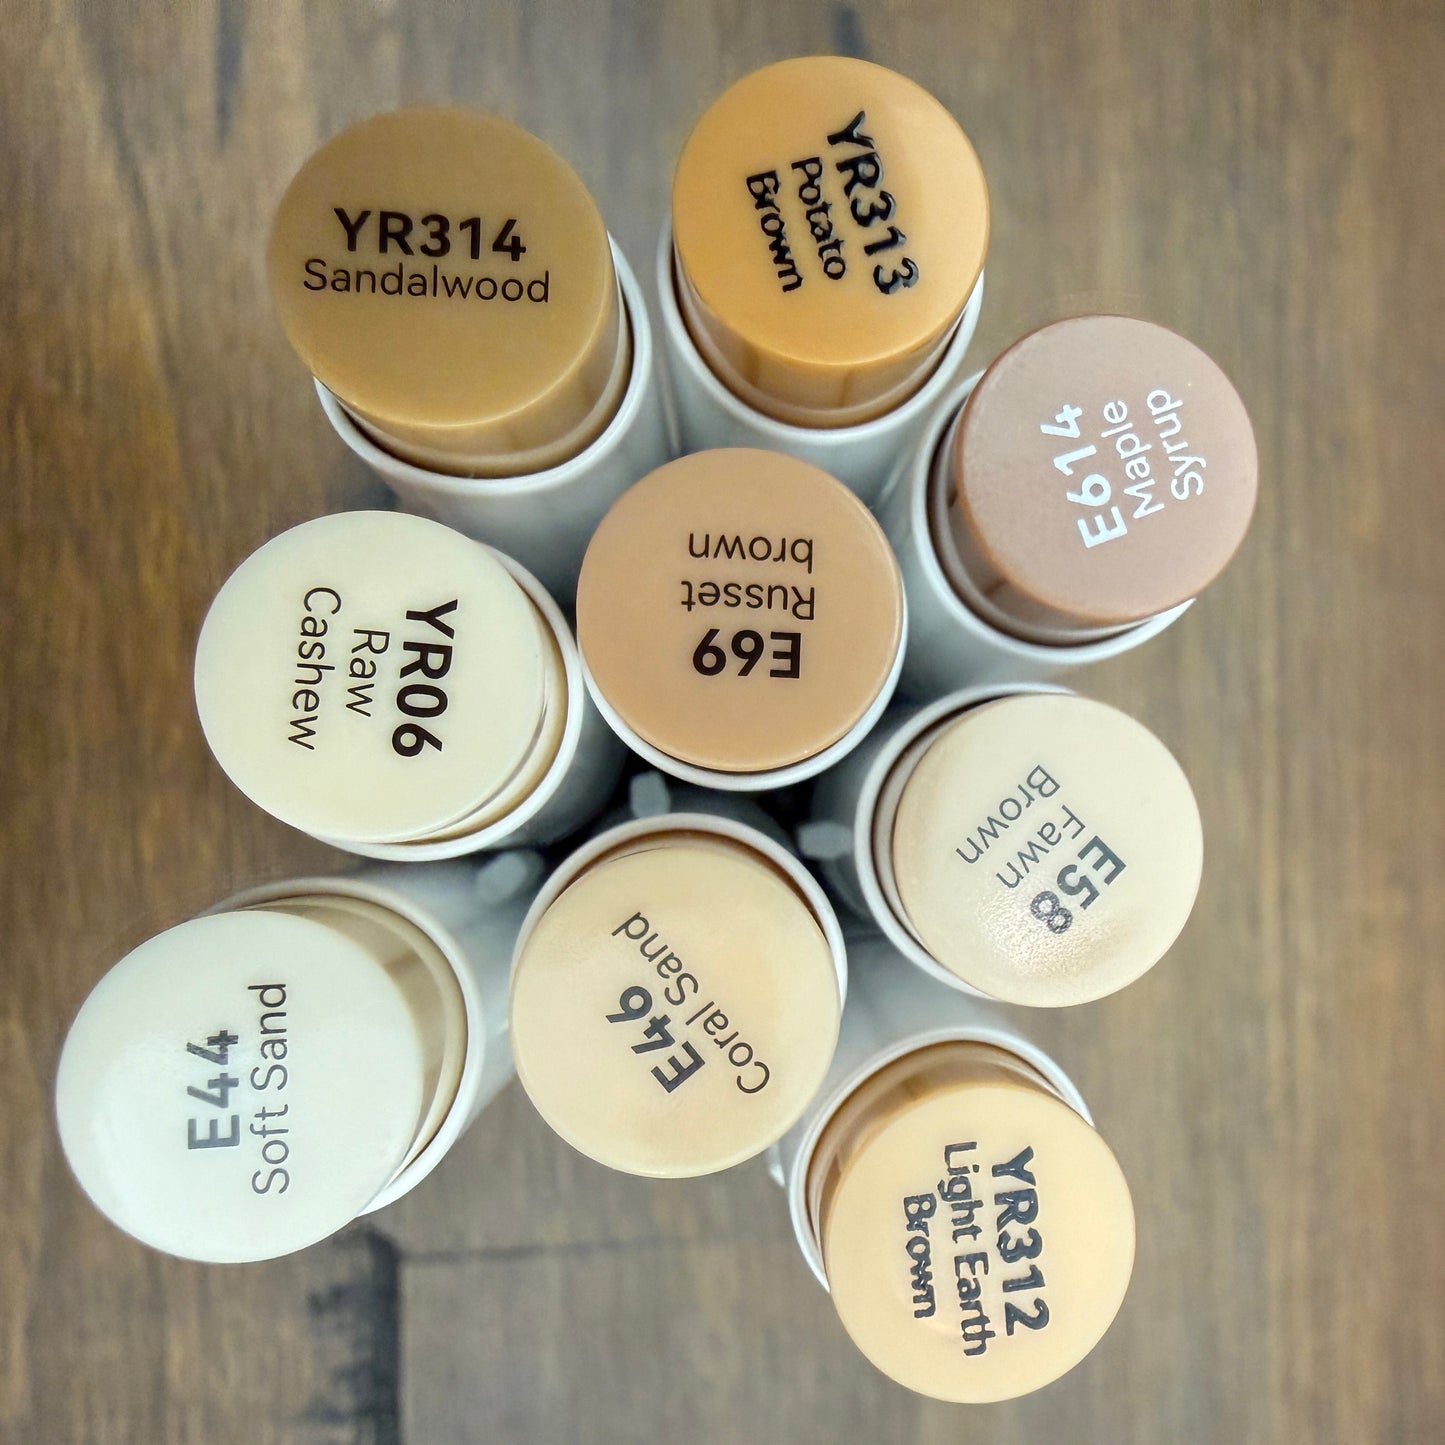 YR314
Sandalwood
YR313
Potato
Brown
E614
Maple
Syrup
YR06
Raw
Cashew
E69
Russet
brown
E58
Fawn
Brown
E44
Soft Sand
E46
Coral Sand
YR312
Light Earth
Brown